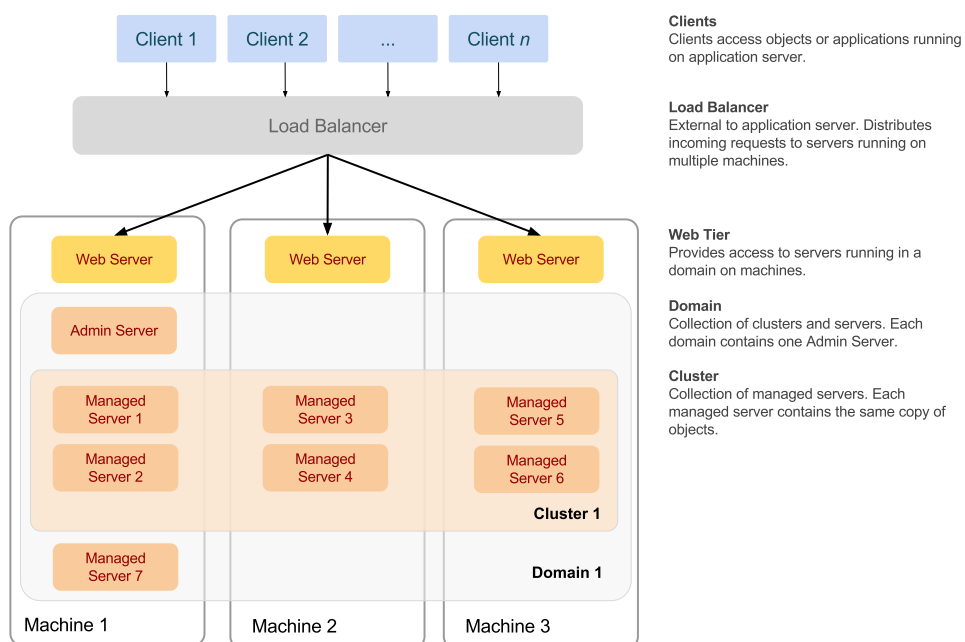 Client 1
Client 2
...
Client n
Clients
Clients access objects or applications running
on application server.
Load Balancer
Load Balancer
External to application server. Distributes
incoming requests to servers running on
multiple machines.
Web Server
Web Server
Web Server
Web Tier
Provides access to servers running in a
domain on machines.
Admin Server
Domain
Collection of clusters and servers. Each
domain contains one Admin Server.
Cluster
Collection of managed servers. Each
managed server contains the same copy of
objects.
Managed
Server 1
Managed
Server 3
Managed
Server 5
Managed
Server 2
Managed
Server 4
Managed
Server 6
Cluster 1
Managed
Server 7
Domain 1
Machine 1
Machine 2
Machine 3